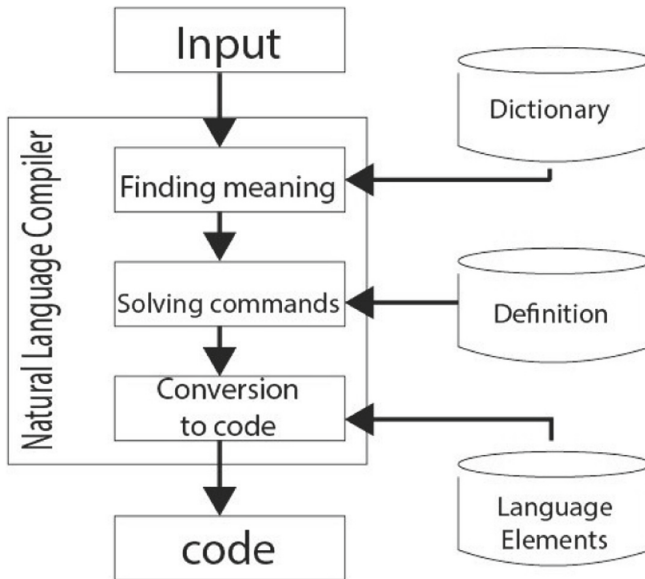 Input
Dictionary
Natural Language Compiler
Finding meaning
Solving commands
Definition
Conversion
to code
Language
Elements
code